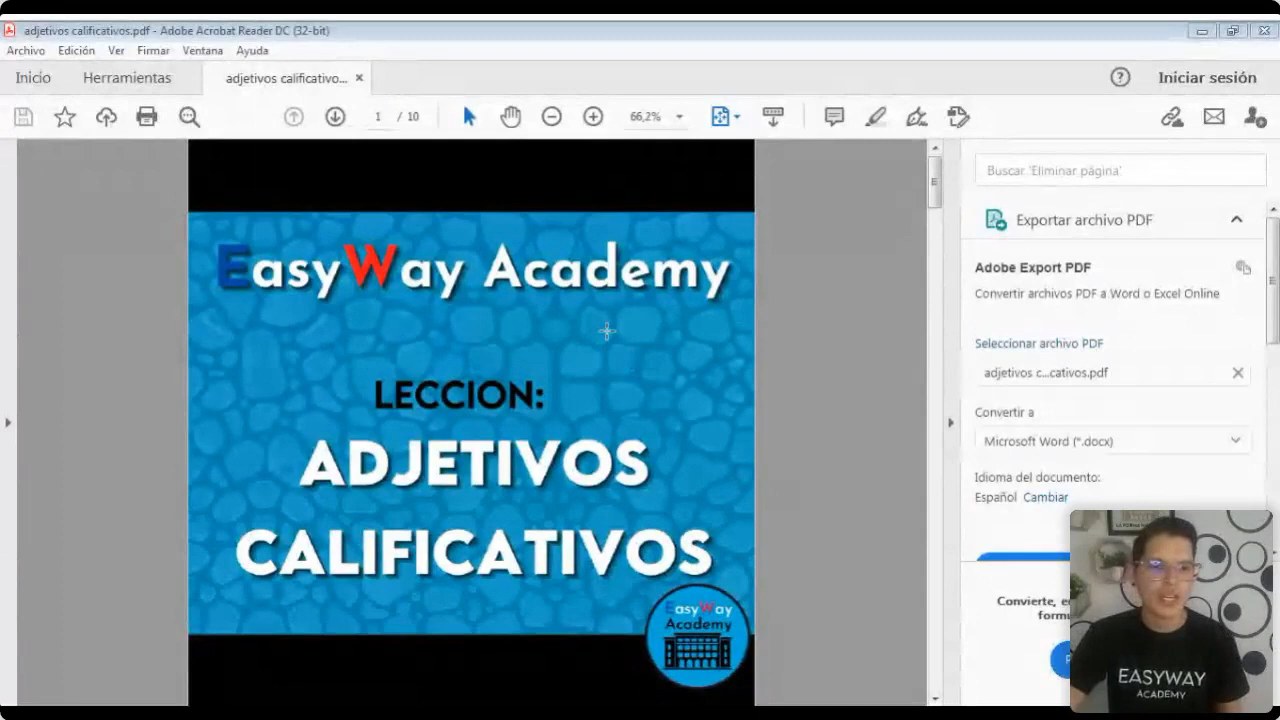 adjetivos calificativos.pdf - Adobe Acrobat Reader DC (32-bit)
Archivo Edición Ver Firmar Ventana Ayuda
Inicio Herramientas adjetivos calificativo... Iniciar sesión
1 / 10 66,2%
Buscar 'Eliminar página'
Exportar archivo PDF
Adobe Export PDF
Convertir archivos PDF a Word o Excel Online
Seleccionar archivo PDF
adjetivos c...cativos.pdf
Convertir a
Microsoft Word (*.docx)
Idioma del documento:
Español Cambiar
Convierte, e
form
EasyWay Academy
LECCION:
ADJETIVOS
CALIFICATIVOS
EasyWay
Academy
EASYWAY
ACADEMY